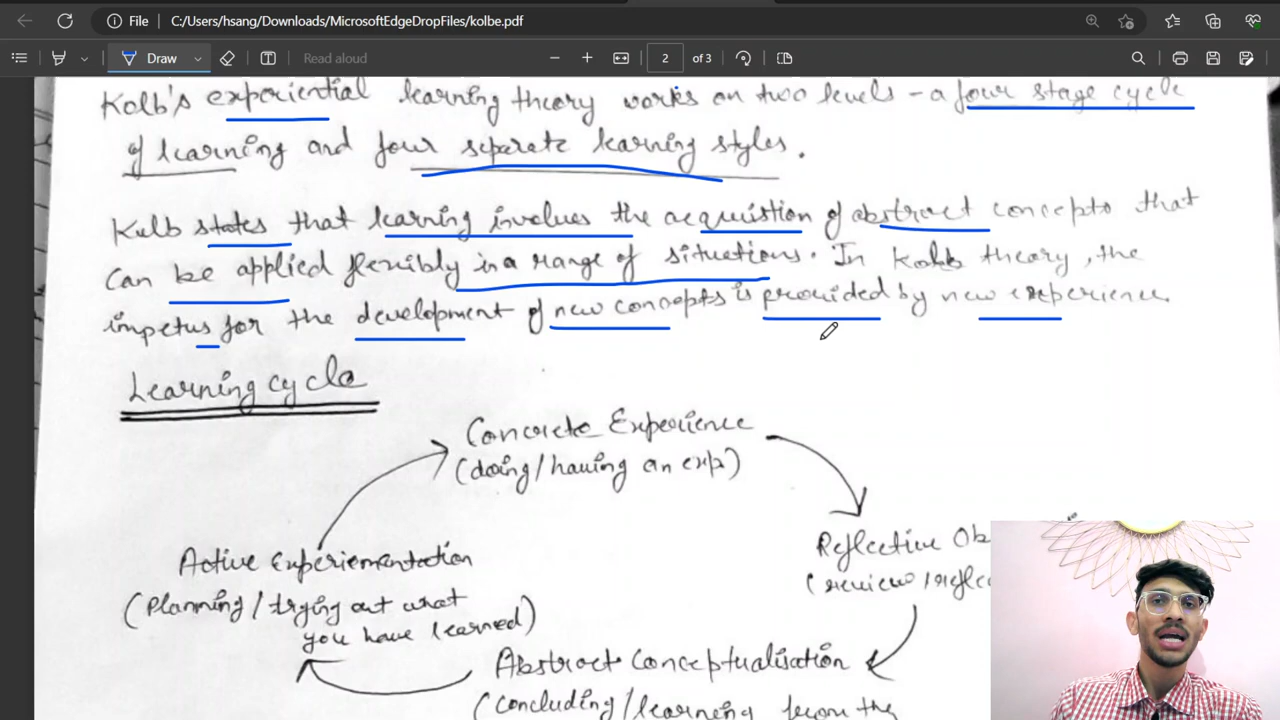 File
C:/Users/hsang/Downloads/MicrosoftEdgeDropFiles/kolbe.pdf
Draw
Read aloud
2
of 3
Kolb's experiential learning theory works on two levels - a four stage cycle
of learning and four separate learning styles.
Kolb states that learning involves the acquistion of abstract concepts that
can be applied flexibly in a range of situations. In Kolb theory, the
impetus for the development of new concepts is provided by new experience
Learning cycle
Concrete Experience
(doing/having an exp)
Reflective Ob
(review/refle
Active Experiementation
(Planning/trying out what
you have learned)
Abstract Conceptualisation
(concluding/learning from the